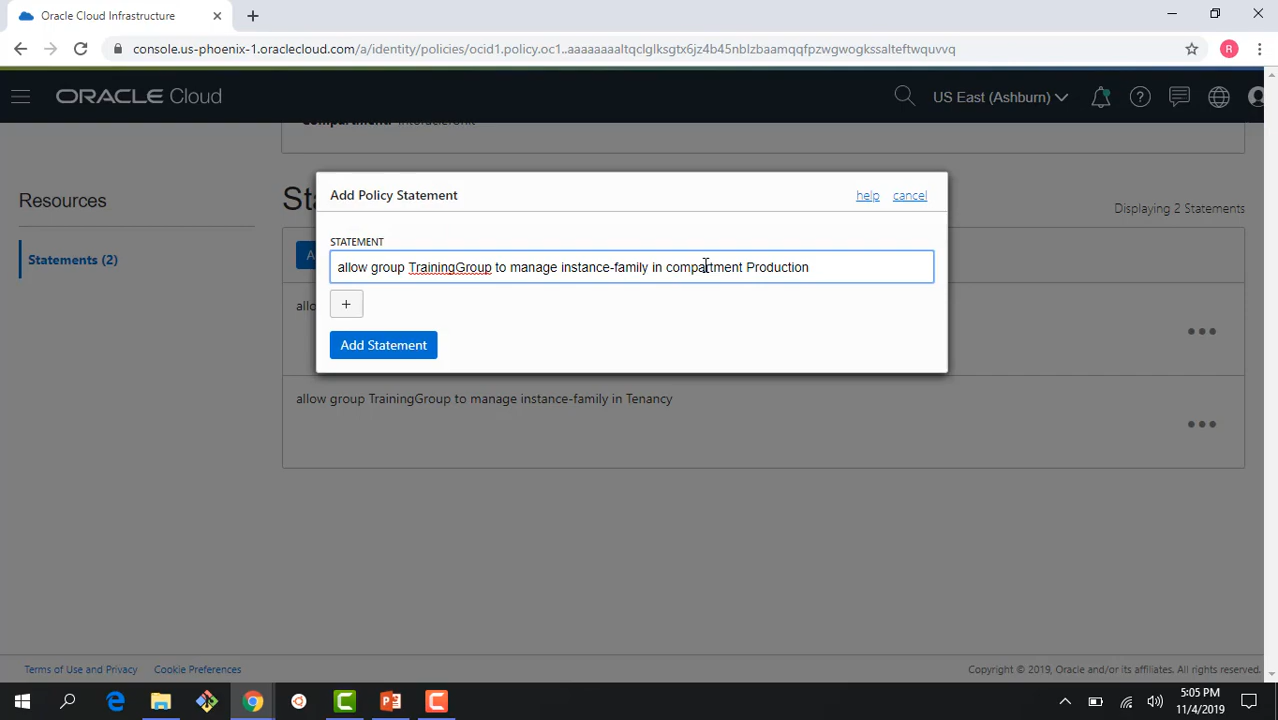 Oracle Cloud Infrastructure
console.us-phoenix-1.oraclecloud.com/a/identity/policies/ocid1.policy.oc1..aaaaaaaaltqclglksgtx6jz4b45nblzbaamqqfpzwgwogkssalteftwquvvq
R
ORACLE Cloud
US East (Ashburn)
Resources
Displaying 2 Statements
Statements (2)
Add Policy Statement
help
cancel
STATEMENT
allow group TrainingGroup to manage instance-family in compartment Production
+
Add Statement
allow group TrainingGroup to manage instance-family in Tenancy
Terms of Use and Privacy
Cookie Preferences
Copyright © 2019, Oracle and/or its affiliates. All rights reserved.
5:05 PM
11/4/2019